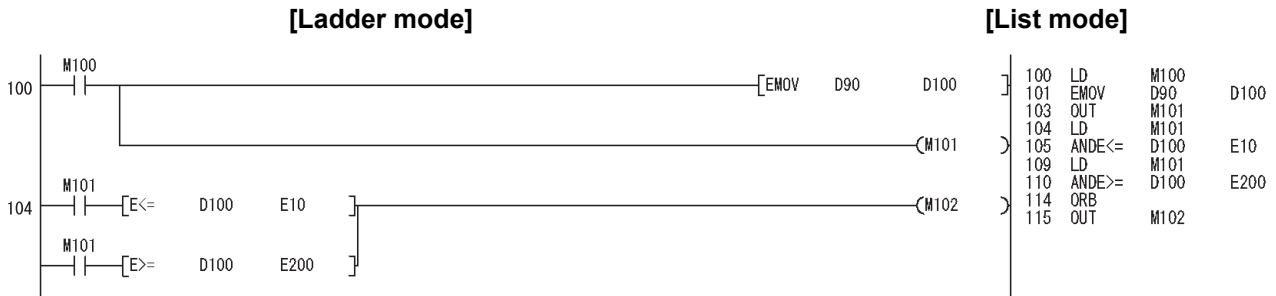 [Ladder mode] [List mode]
M100
100 [EMOV D90 D100 ]
(M101 )
M101
104 [E<= D100 E10 ] (M102 )
M101
[E>= D100 E200 ]
100 LD M100
101 EMOV D90 D100
103 OUT M101
104 LD M101
105 ANDE<= D100 E10
109 LD M101
110 ANDE>= D100 E200
114 ORB
115 OUT M102